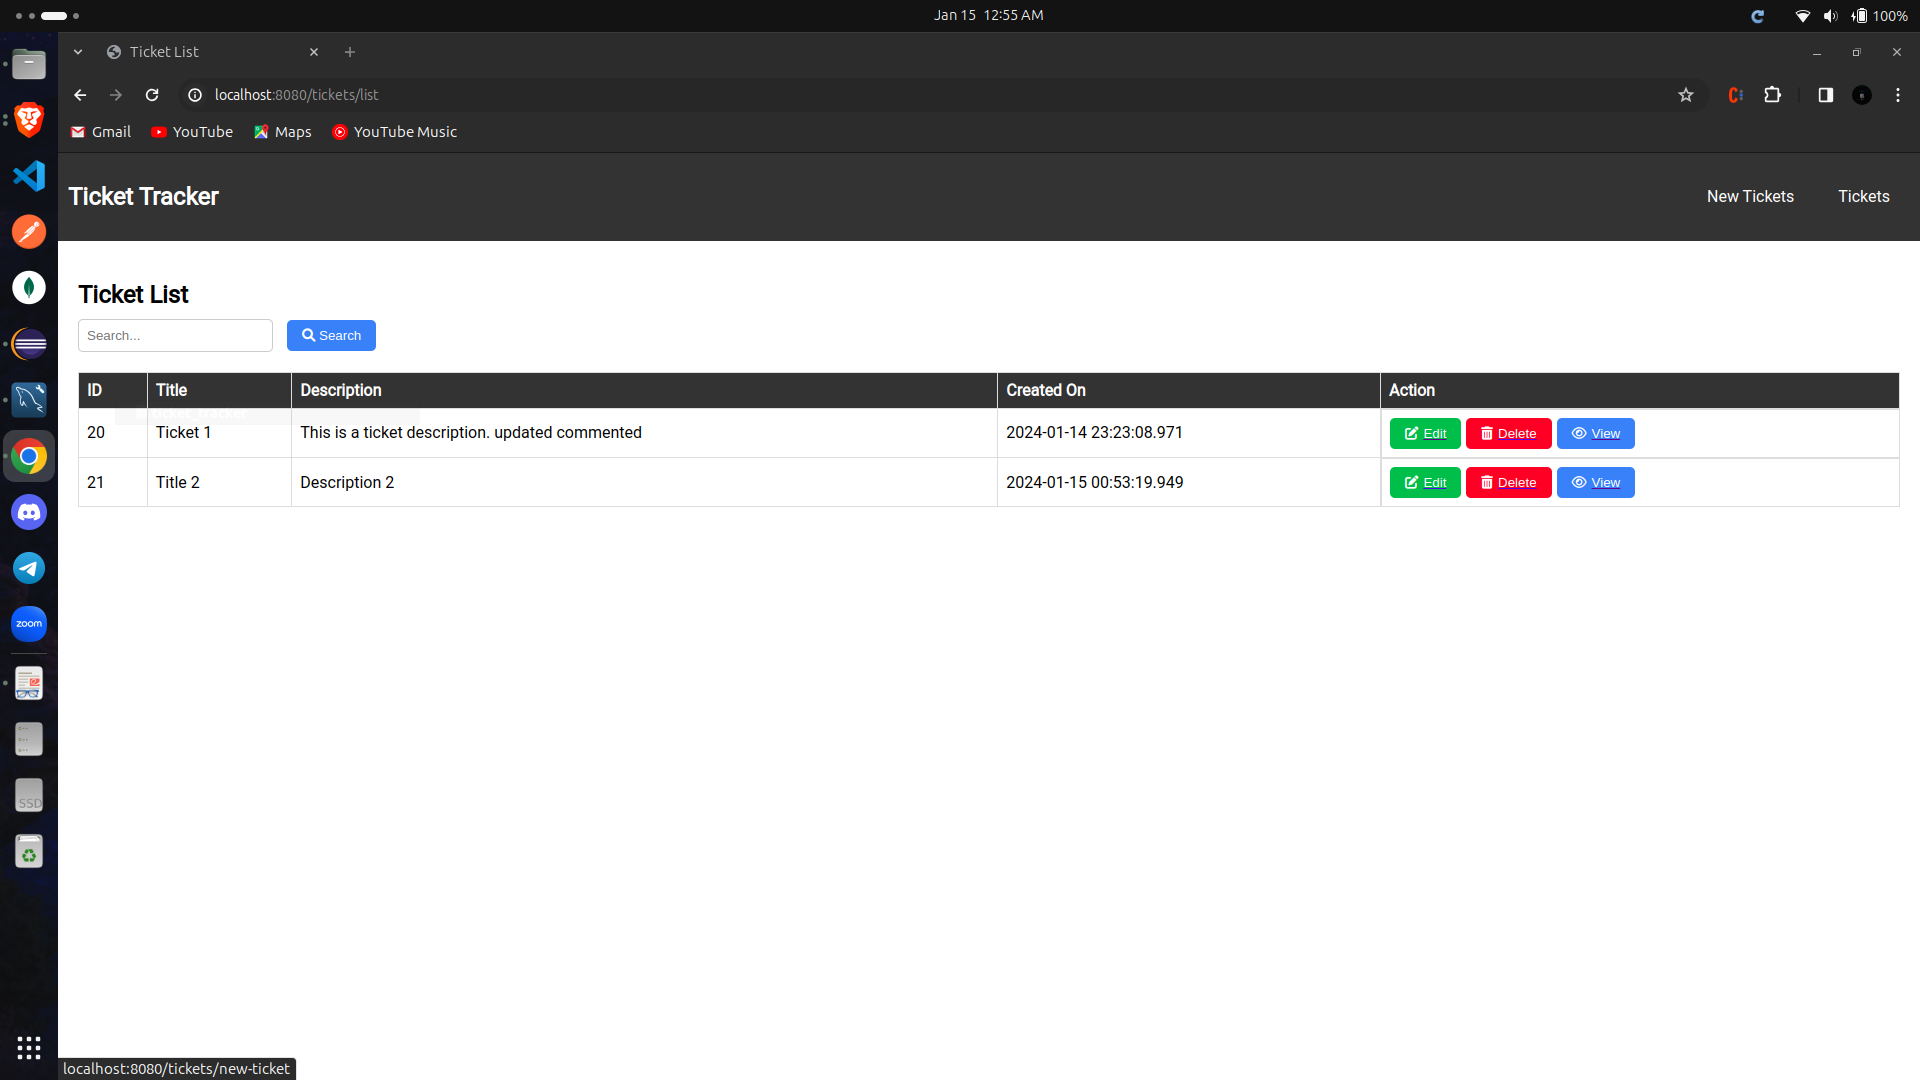 Jan 15 12:55 AM
100%
Ticket List
localhost:8080/tickets/list
Gmail YouTube Maps YouTube Music
Ticket Tracker New Tickets Tickets
Ticket List
Search... Search
ID Title Description Created On Action
20 Ticket 1 This is a ticket description. updated commented 2024-01-14 23:23:08.971 Edit Delete View
21 Title 2 Description 2 2024-01-15 00:53:19.949 Edit Delete View
zoom
SSD
localhost:8080/tickets/new-ticket